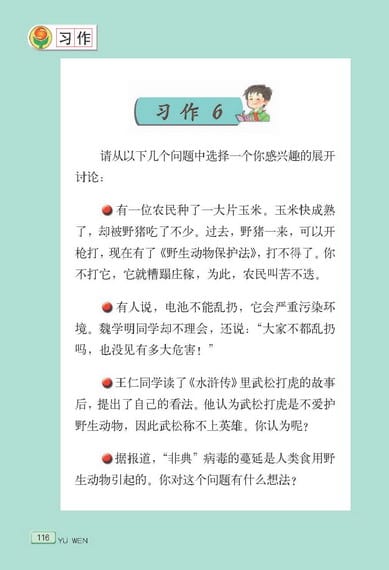 习作
习作6
请从以下几个问题中选择一个你感兴趣的展开
讨论：
●有一位农民种了一大片玉米。玉米快成熟
了，却被野猪吃了不少。过去，野猪一来，可以开
枪打，现在有了《野生动物保护法》，打不得了。你
不打它，它就糟蹋庄稼，为此，农民叫苦不迭。
●有人说，电池不能乱扔，它会严重污染环
境。魏学明同学却不理会，还说：“大家不都乱扔
吗，也没见有多大危害！”
●王仁同学读了《水浒传》里武松打虎的故事
后，提出了自己的看法。他认为武松打虎是不爱护
野生动物，因此武松称不上英雄。你认为呢？
●据报道，“非典”病毒的蔓延是人类食用野
生动物引起的。你对这个问题有什么想法？
116 YU WEN